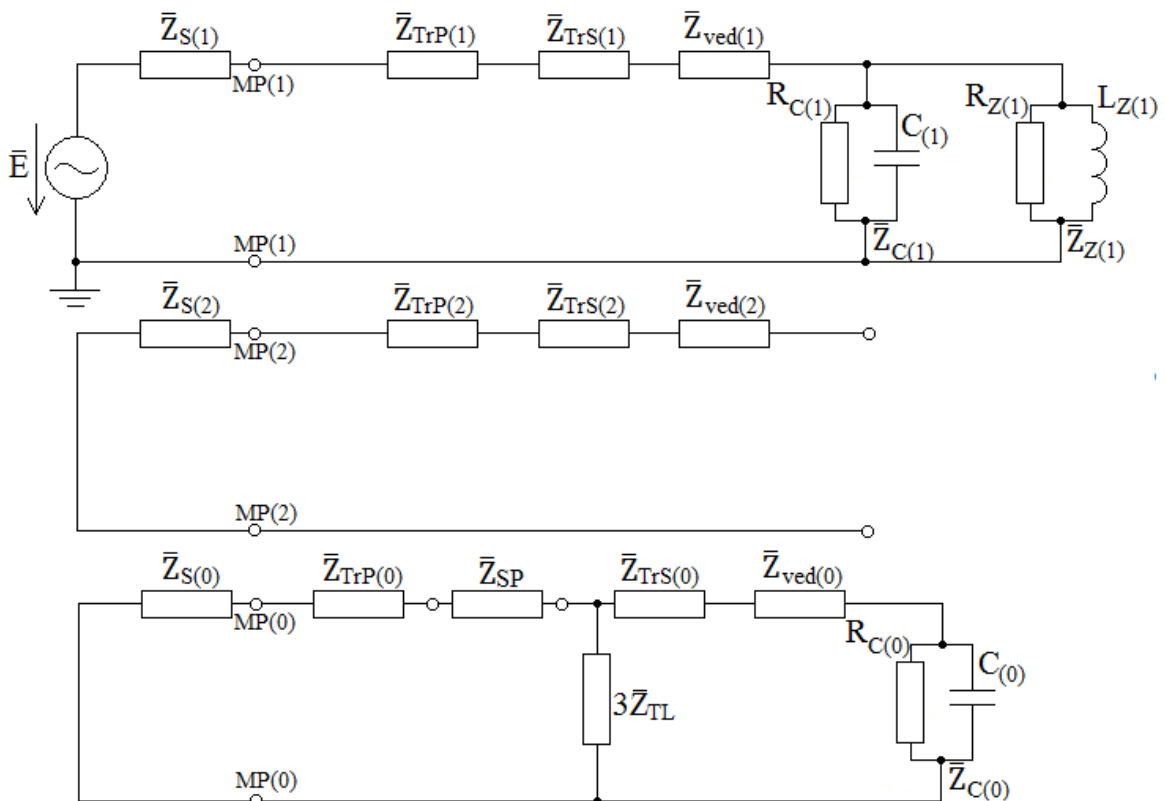 Z̅S(1)
Z̅TrP(1)
Z̅TrS(1)
Z̅ved(1)
MP(1)
RC(1)
C(1)
RZ(1)
LZ(1)
E̅
MP(1)
Z̅C(1)
Z̅Z(1)
Z̅S(2)
Z̅TrP(2)
Z̅TrS(2)
Z̅ved(2)
MP(2)
MP(2)
Z̅S(0)
Z̅TrP(0)
Z̅SP
Z̅TrS(0)
Z̅ved(0)
MP(0)
RC(0)
C(0)
3Z̅TL
MP(0)
Z̅C(0)